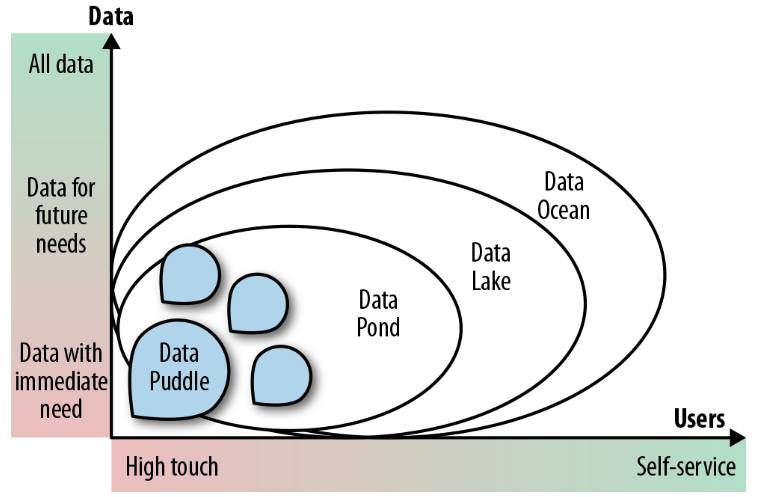 Data
All data
Data for
future
needs
Data with
immediate
need
Data
Ocean
Data
Lake
Data
Pond
Data
Puddle
Users
High touch
Self-service